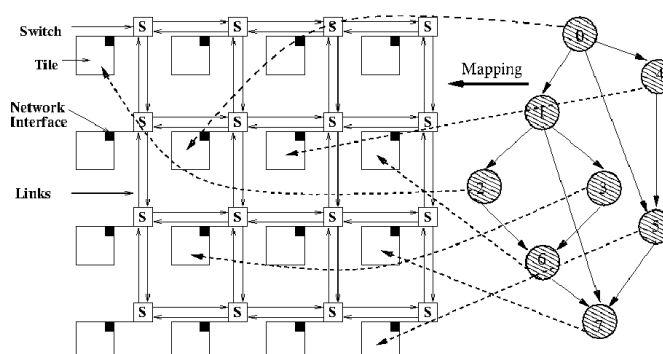 Switch
S S S S
Tile
Mapping
Network
Interface
S S S S
Links
S S S S
S S S S
0
4
1
2
3
5
6
7